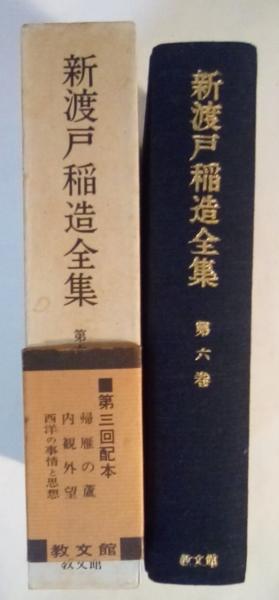 新渡戸稲造全集
第六巻
教文館
新渡戸稲造全集
第
■第三回配本
帰雁の蘆
内観外望
西洋の事情と思想
教文館
教文館